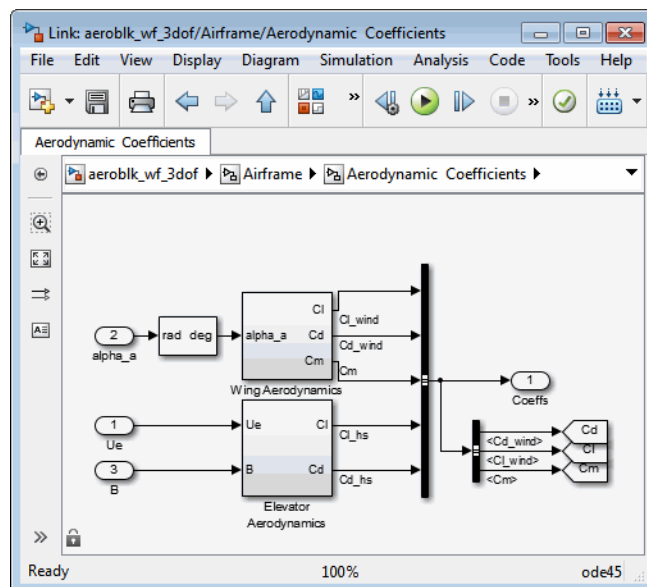 Link: aeroblk_wf_3dof/Airframe/Aerodynamic Coefficients
File Edit View Display Diagram Simulation Analysis Code Tools Help
» »
Aerodynamic Coefficients
aeroblk_wf_3dof Airframe Aerodynamic Coefficients
2
alpha_a
rad deg
alpha_a
Cl
Cd
Cm
Wing Aerodynamics
Cl_wind
Cd_wind
Cm
1
Ue
3
B
Ue
B
Cl
Cd
Elevator
Aerodynamics
Cl_hs
Cd_hs
1
Coeffs
<Cd_wind>
<Cl_wind>
<Cm>
Cd
Cl
Cm
»
Ready 100% ode45